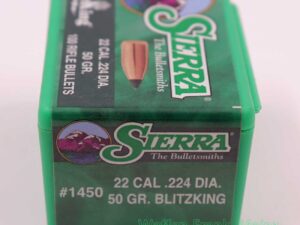 22 CAL .224 DIA.
50 GR.
100 RIFLE BULLETS
SIERRA
The Bulletsmiths
SIERRA
The Bulletsmiths
#1450
22 CAL .224 DIA.
50 GR. BLITZKING